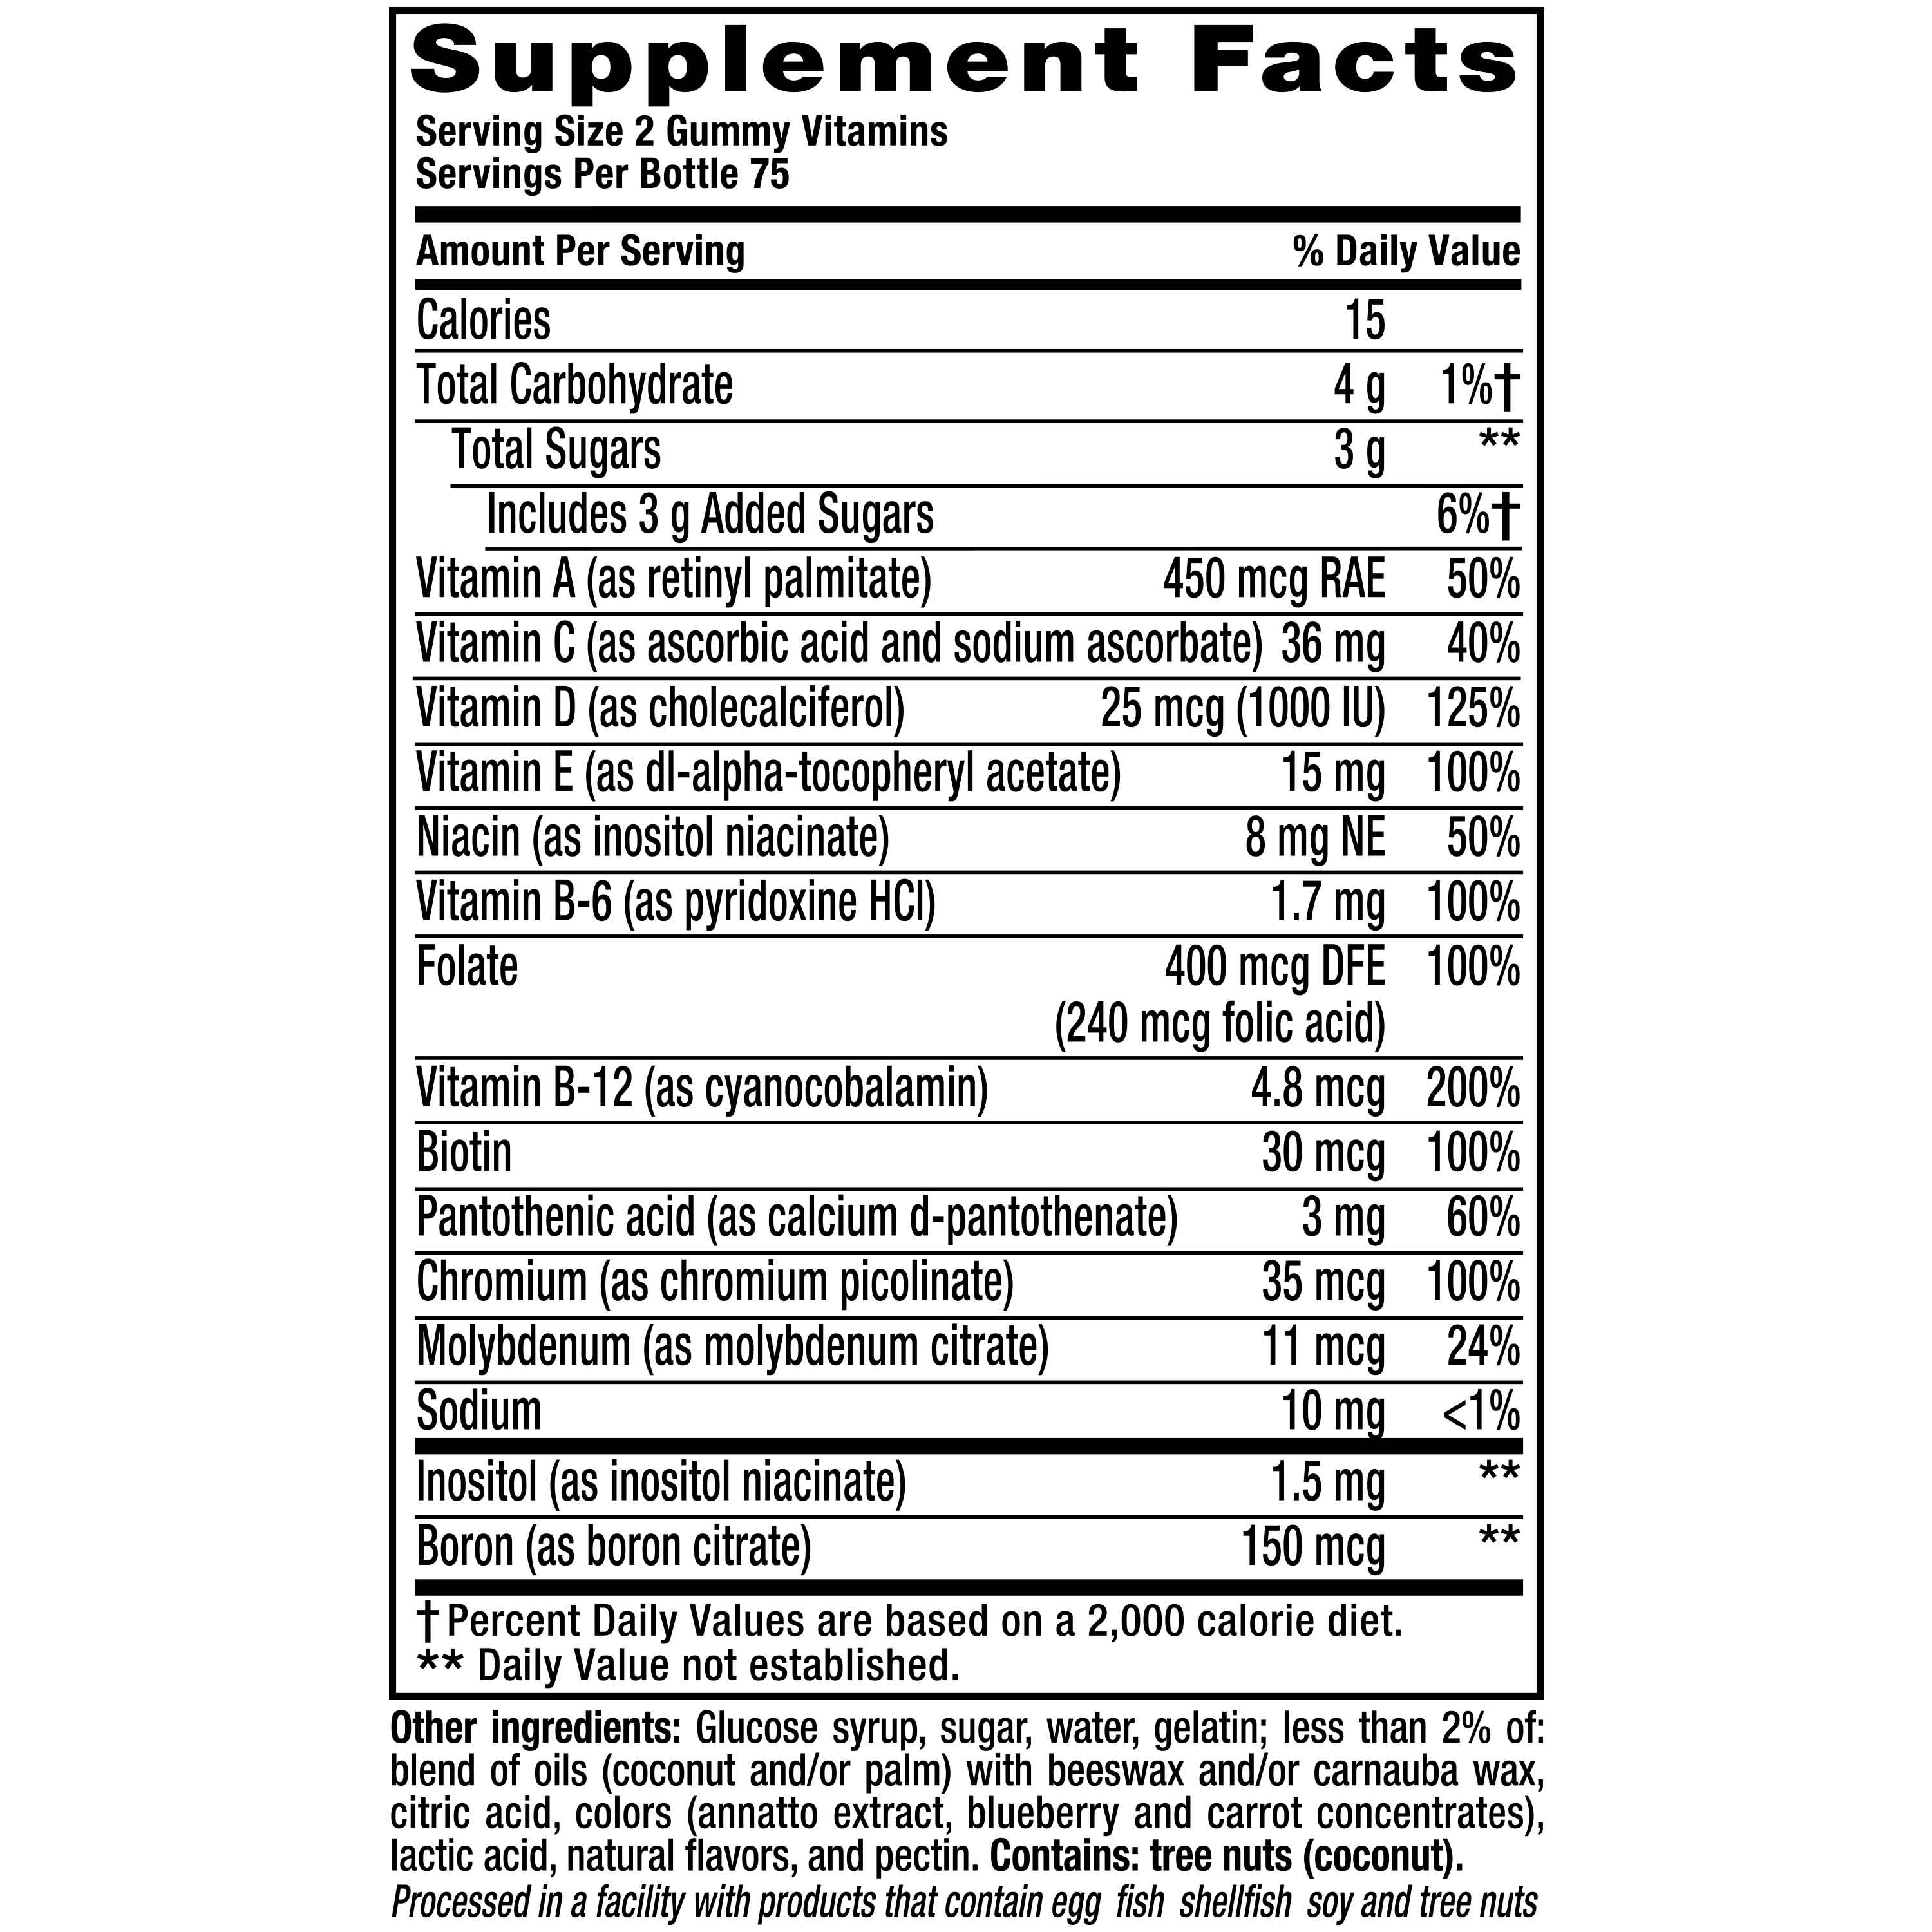 Supplement Facts
Serving Size 2 Gummy Vitamins
Servings Per Bottle 75
Amount Per Serving % Daily Value
Calories 15
Total Carbohydrate 4 g 1%†
Total Sugars 3 g **
Includes 3 g Added Sugars 6%†
Vitamin A (as retinyl palmitate) 450 mcg RAE 50%
Vitamin C (as ascorbic acid and sodium ascorbate) 36 mg 40%
Vitamin D (as cholecalciferol) 25 mcg (1000 IU) 125%
Vitamin E (as dl-alpha-tocopheryl acetate) 15 mg 100%
Niacin (as inositol niacinate) 8 mg NE 50%
Vitamin B-6 (as pyridoxine HCl) 1.7 mg 100%
Folate 400 mcg DFE 100%
(240 mcg folic acid)
Vitamin B-12 (as cyanocobalamin) 4.8 mcg 200%
Biotin 30 mcg 100%
Pantothenic acid (as calcium d-pantothenate) 3 mg 60%
Chromium (as chromium picolinate) 35 mcg 100%
Molybdenum (as molybdenum citrate) 11 mcg 24%
Sodium 10 mg <1%
Inositol (as inositol niacinate) 1.5 mg **
Boron (as boron citrate) 150 mcg **
† Percent Daily Values are based on a 2,000 calorie diet.
** Daily Value not established.
Other ingredients: Glucose syrup, sugar, water, gelatin; less than 2% of:
blend of oils (coconut and/or palm) with beeswax and/or carnauba wax,
citric acid, colors (annatto extract, blueberry and carrot concentrates),
lactic acid, natural flavors, and pectin. Contains: tree nuts (coconut).
Processed in a facility with products that contain egg fish shellfish soy and tree nuts